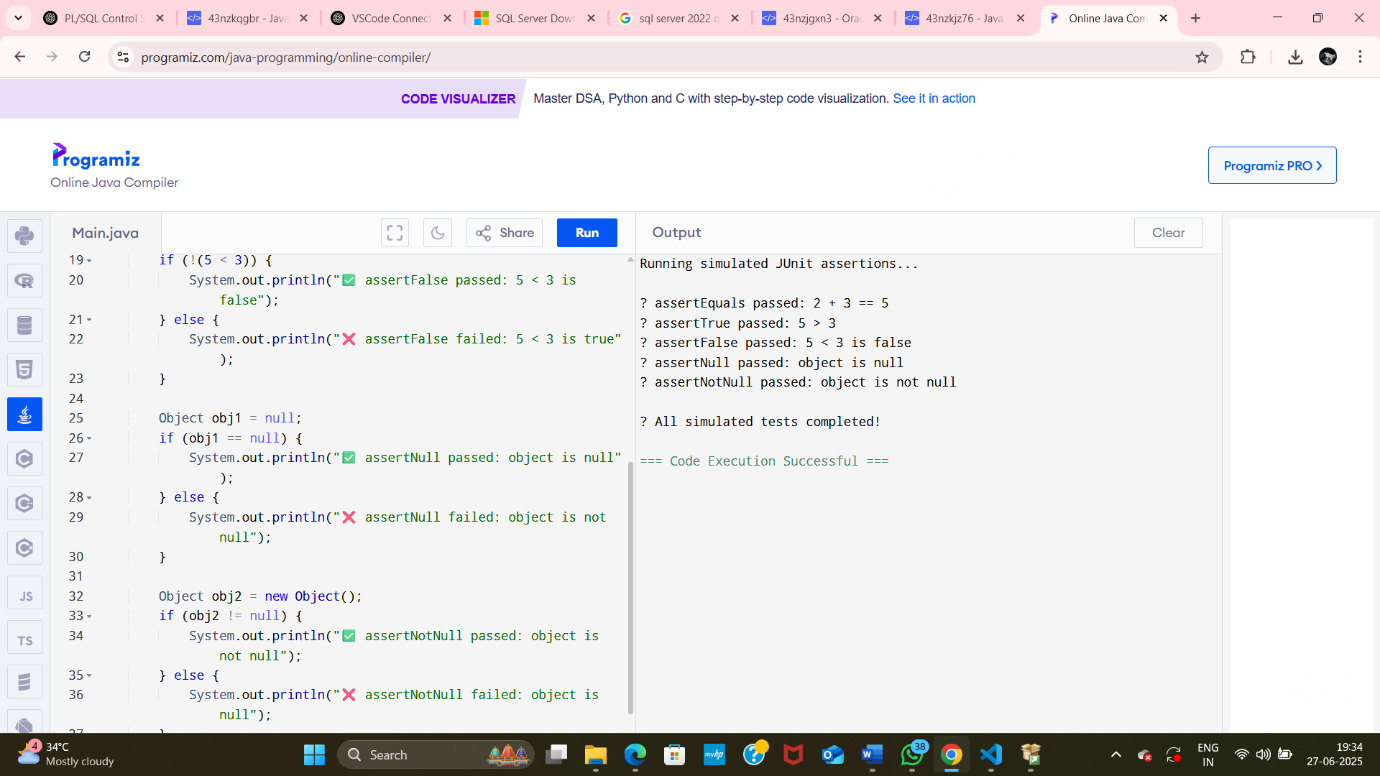 PL/SQL Control S
43nzkqgbr - Java
VSCode Connect
SQL Server Down
sql server 2022 d
43nzjgxn3 - Orac
43nzkjz76 - Java
Online Java Com
programiz.com/java-programming/online-compiler/
CODE VISUALIZER Master DSA, Python and C with step-by-step code visualization. See it in action
Programiz
Online Java Compiler
Programiz PRO
Main.java
Share
Run
Output
Clear
19 if (!(5 < 3)) {
20 System.out.println("✅ assertFalse passed: 5 < 3 is
false");
21 } else {
22 System.out.println("❌ assertFalse failed: 5 < 3 is true"
);
23 }
24
25 Object obj1 = null;
26 if (obj1 == null) {
27 System.out.println("✅ assertNull passed: object is null"
);
28 } else {
29 System.out.println("❌ assertNull failed: object is not
null");
30 }
31
32 Object obj2 = new Object();
33 if (obj2 != null) {
34 System.out.println("✅ assertNotNull passed: object is
not null");
35 } else {
36 System.out.println("❌ assertNotNull failed: object is
null");
37 }
Running simulated JUnit assertions...
? assertEquals passed: 2 + 3 == 5
? assertTrue passed: 5 > 3
? assertFalse passed: 5 < 3 is false
? assertNull passed: object is null
? assertNotNull passed: object is not null
? All simulated tests completed!
=== Code Execution Successful ===
JS
TS
4
34°C
Mostly cloudy
Search
38
ENG
IN
19:34
27-06-2025